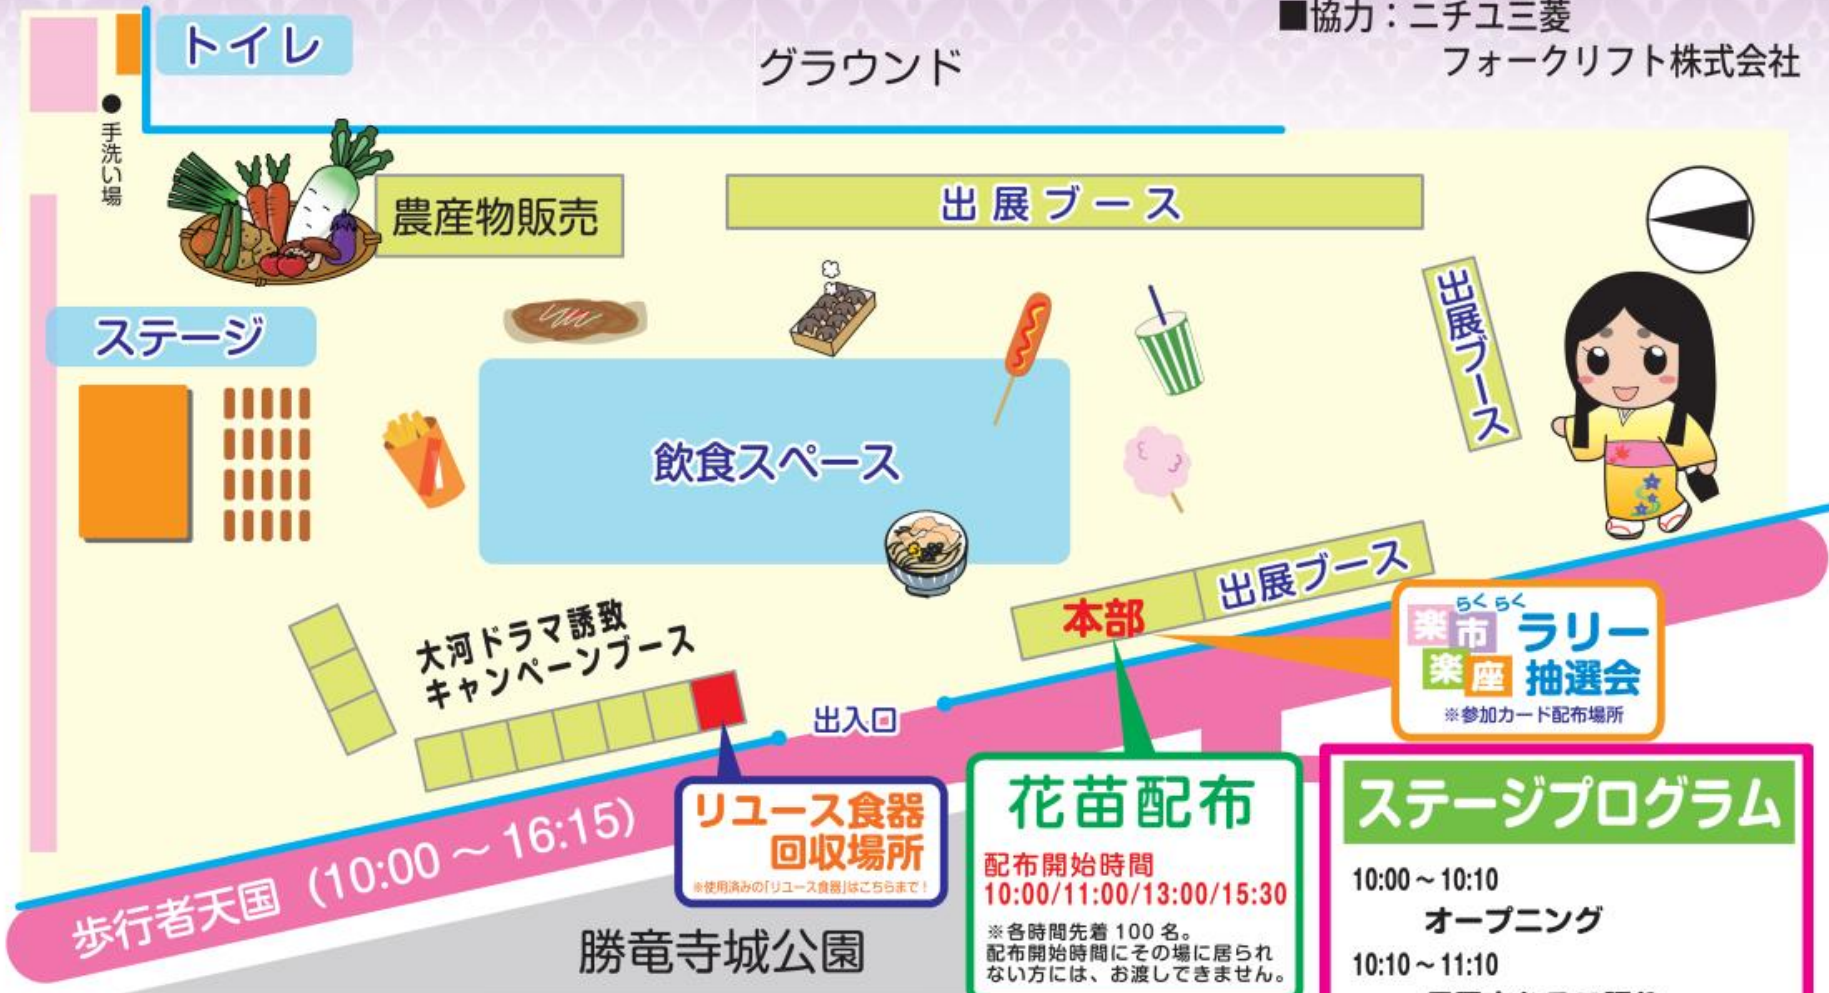 ■協力：ニチユ三菱
フォークリフト株式会社
トイレ
グラウンド
●手洗い場
農産物販売
出展ブース
出展ブース
ステージ
飲食スペース
大河ドラマ誘致
キャンペーンブース
本部
出展ブース
出入口
らくらく
楽市
楽座
ラリー
抽選会
※参加カード配布場所
リユース食器
回収場所
※使用済みの「リユース食器」はこちらまで！
花苗配布
配布開始時間
10:00/11:00/13:00/15:30
※各時間先着 100 名。
配布開始時間にその場に居られ
ない方には、お渡しできません。
歩行者天国（10:00 ～ 16:15）
勝竜寺城公園
ステージプログラム
10:00 ～ 10:10
オープニング
10:10 ～ 11:10